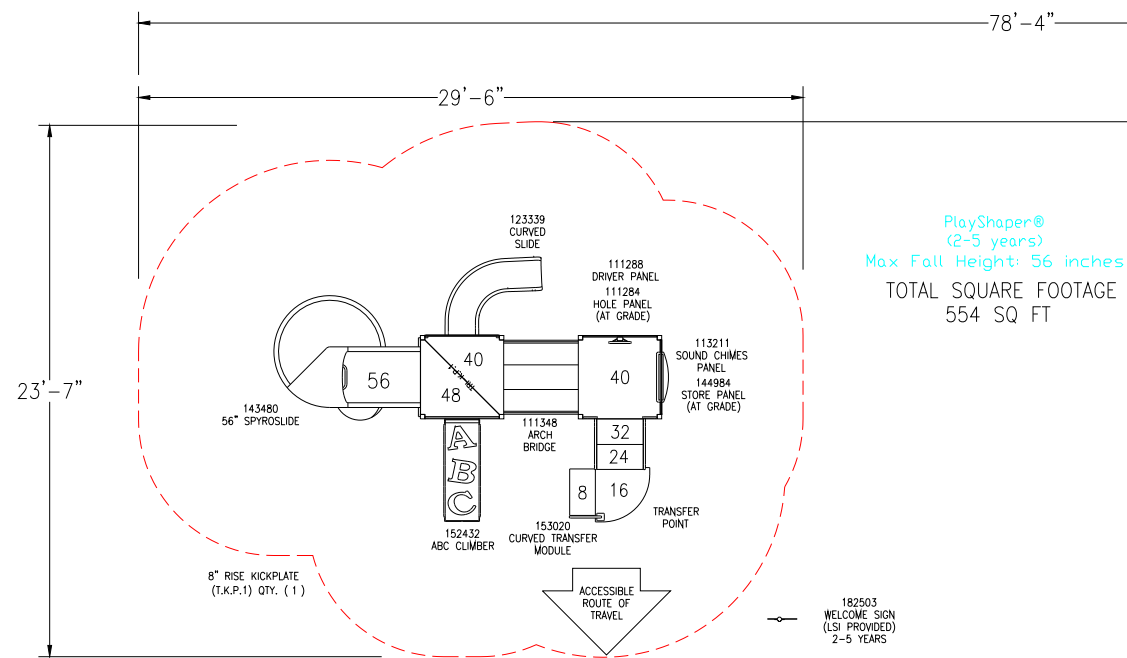 78'-4"
29'-6"
23'-7"
123339
CURVED
SLIDE
111288
DRIVER PANEL
111284
HOLE PANEL
(AT GRADE)
PlayShaper®
(2-5 years)
Max Fall Height: 56 inches
TOTAL SQUARE FOOTAGE
554 SQ FT
113211
SOUND CHIMES
PANEL
144984
STORE PANEL
(AT GRADE)
56
40
48
40
143480
56" SPYROSLIDE
111348
ARCH
BRIDGE
32
24
16
8
A
B
C
152432
ABC CLIMBER
153020
CURVED TRANSFER
MODULE
TRANSFER
POINT
8" RISE KICKPLATE
(T.K.P.1) QTY. ( 1 )
ACCESSIBLE
ROUTE OF
TRAVEL
182503
WELCOME SIGN
(LSI PROVIDED)
2-5 YEARS